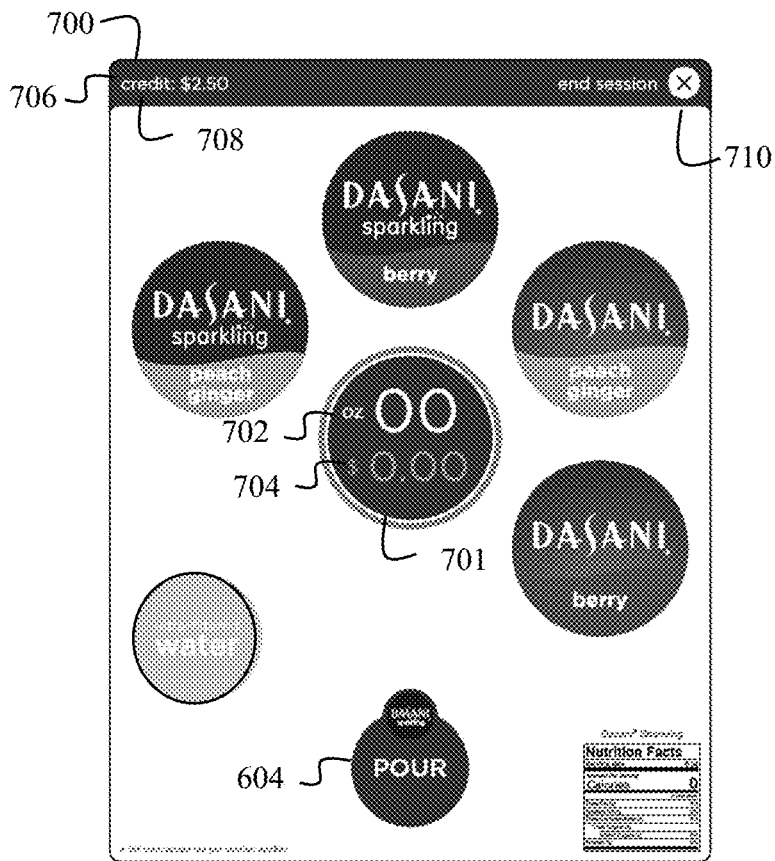 700
706
credit: $2.50
end session
708
710
DASANI
sparkling
berry
DASANI
sparkling
peach
ginger
DASANI
peach
ginger
702
oz 00
704
0.00
701
DASANI
berry
water
604
DASANI
POUR
Nutrition Facts
Calories 0